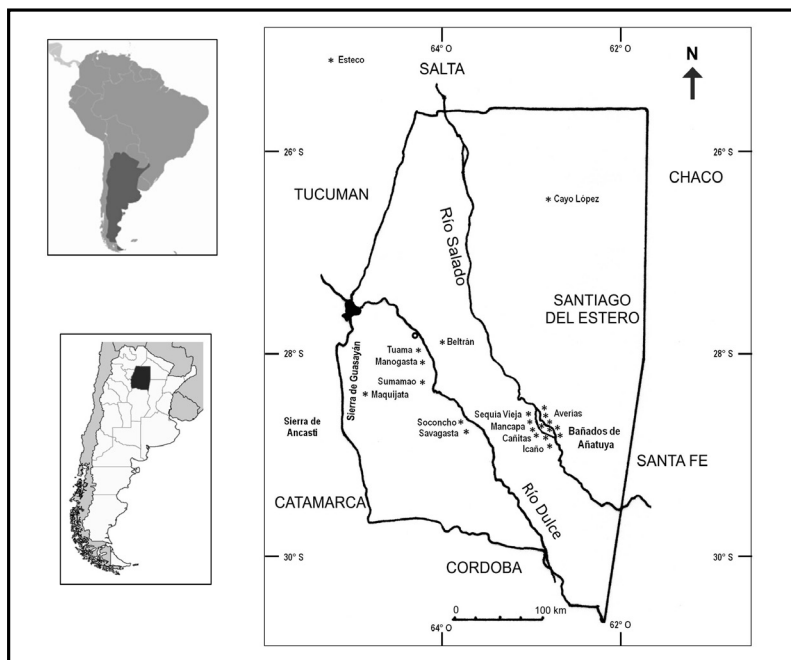 64° O
62° O
Esteco
SALTA
N
26° S
26° S
CHACO
TUCUMAN
Cayo López
Río Salado
SANTIAGO
DEL ESTERO
Beltrán
28° S
28° S
Tuama
Manogasta
Sierra de Guasayán
Sumamao
Maquijata
Sequia Vieja
Averias
Sierra de
Ancasti
Soconcho
Mancapa
Bañados de
Añatuya
Savagasta
Cañitas
Icaño
SANTA FE
CATAMARCA
Río Dulce
30° S
30° S
CORDOBA
0
100 km
64° O
62° O